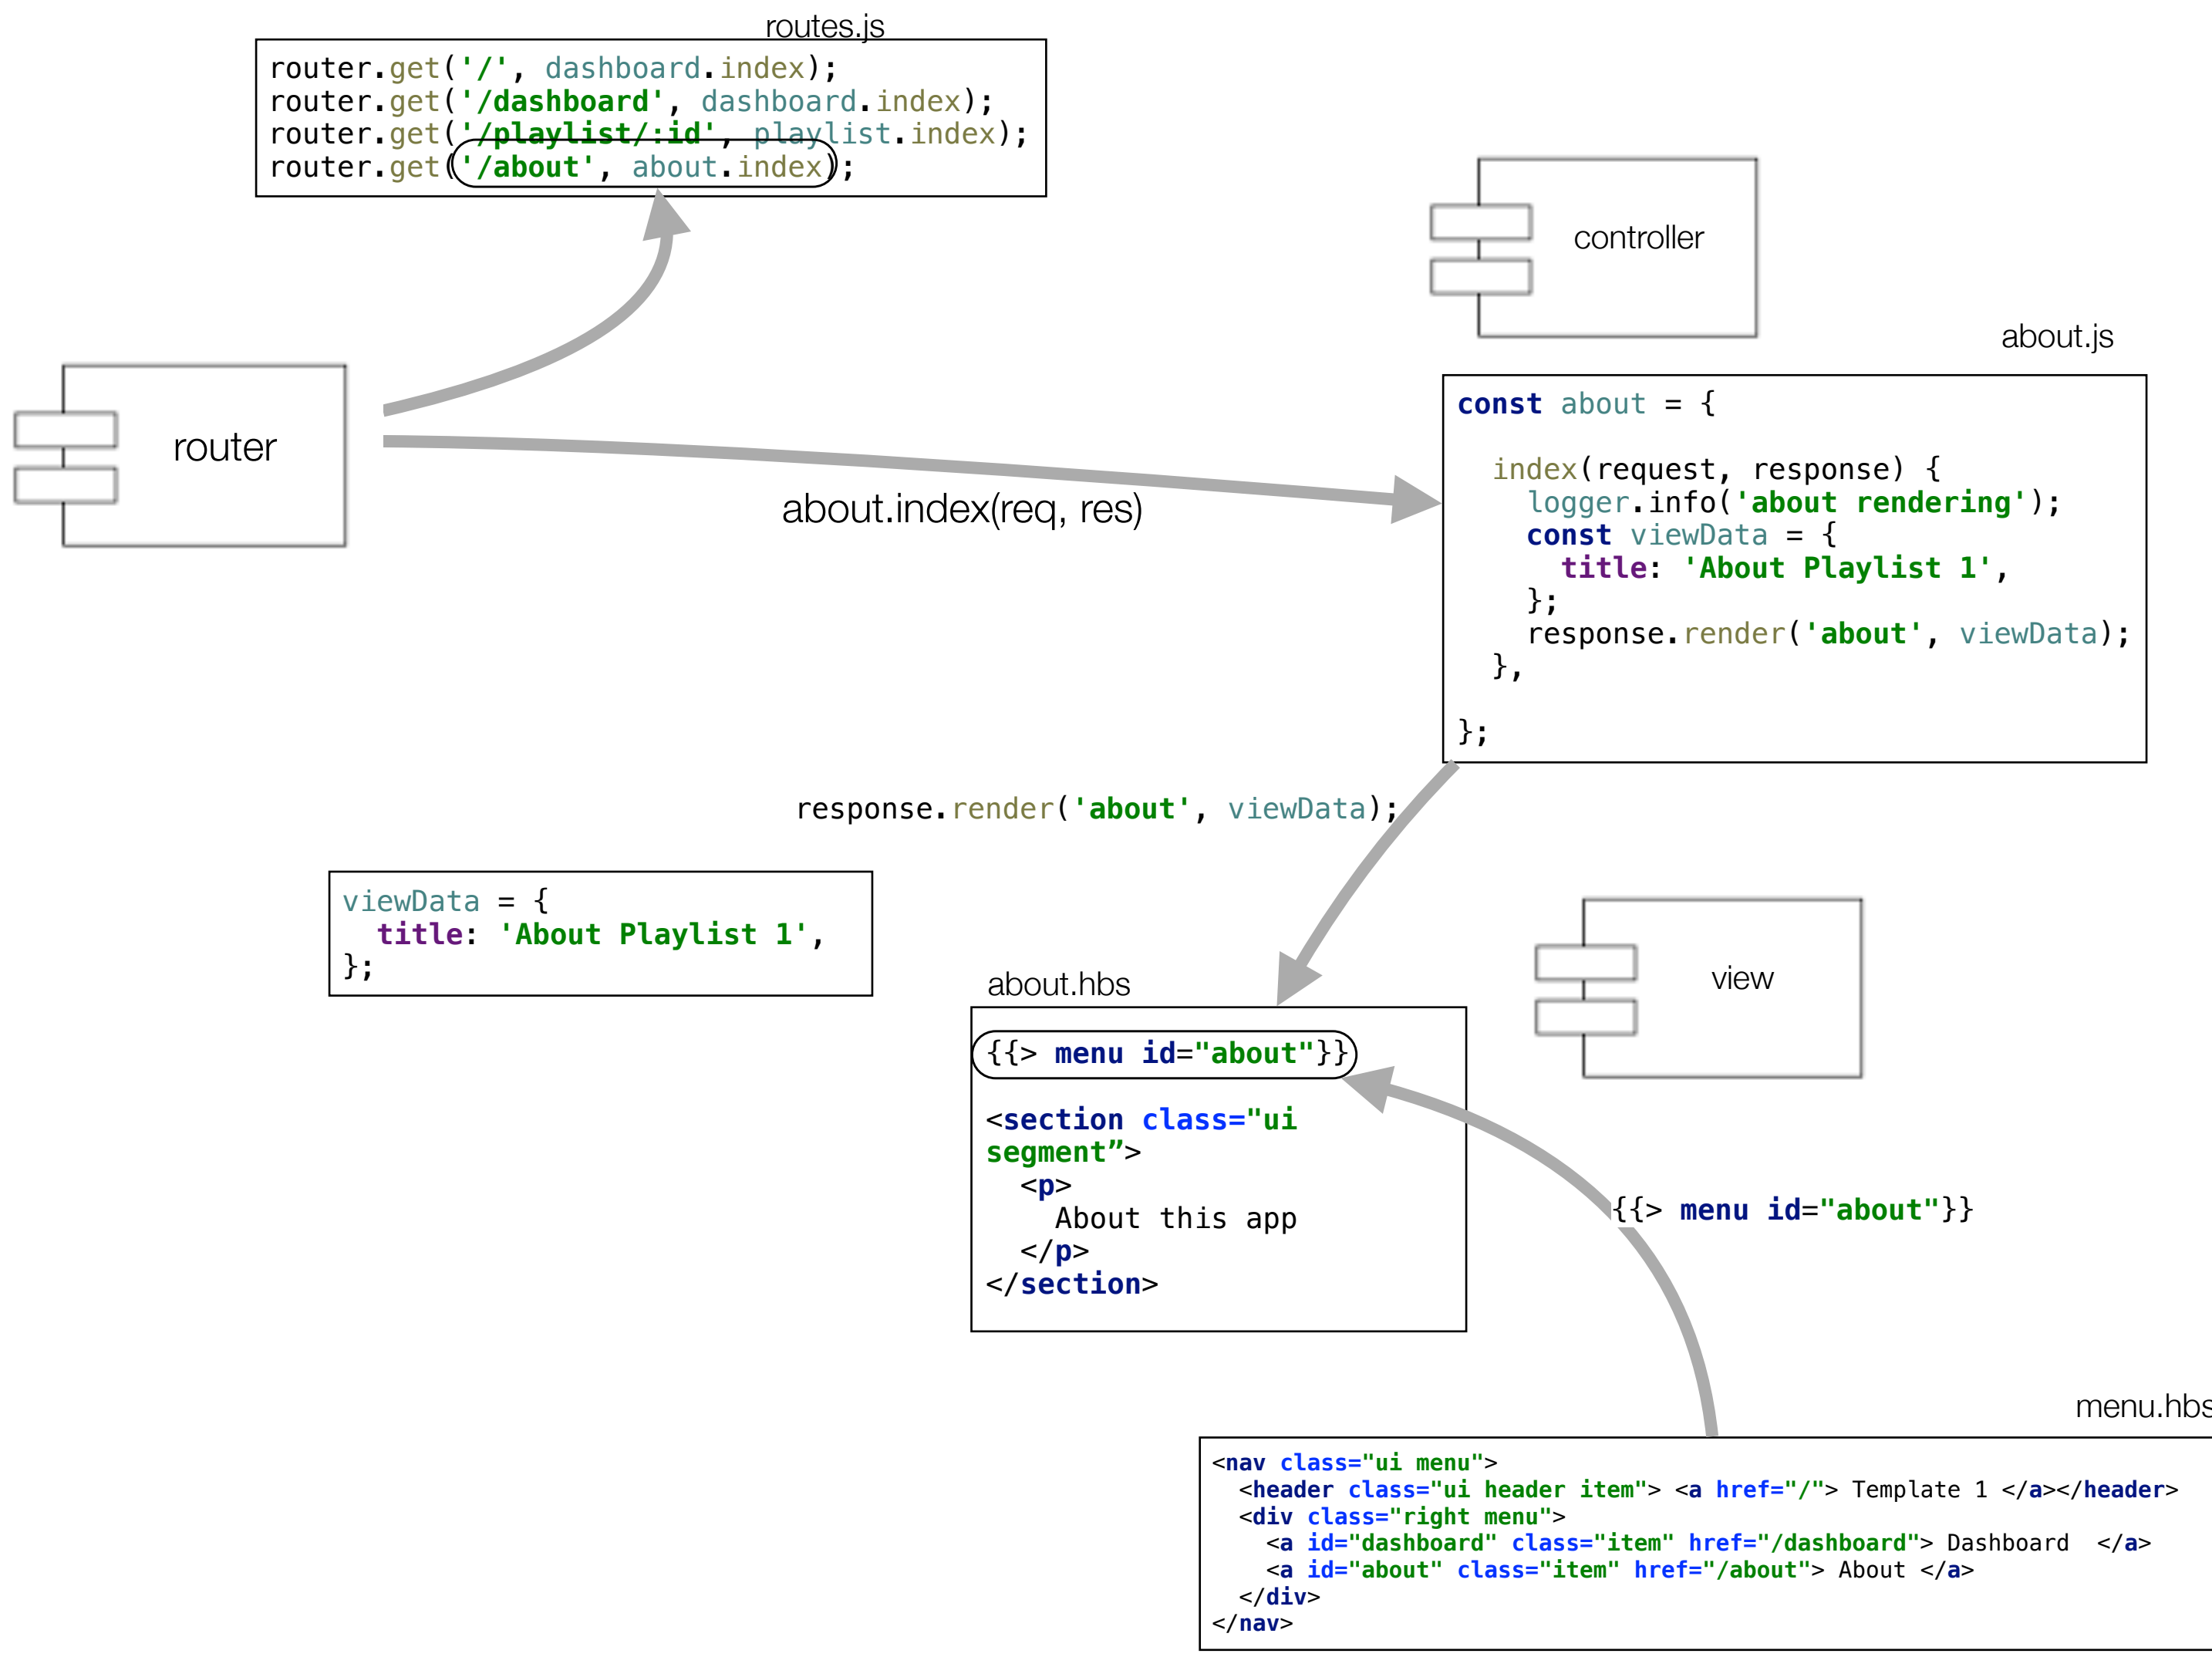 routes.js
router.get('/', dashboard.index);
router.get('/dashboard', dashboard.index);
router.get('/playlist/:id', playlist.index);
router.get('/about', about.index);
controller
about.js
router
about.index(req, res)
const about = {
  index(request, response) {
    logger.info('about rendering');
    const viewData = {
      title: 'About Playlist 1',
    };
    response.render('about', viewData);
  },
};
response.render('about', viewData);
viewData = {
  title: 'About Playlist 1',
};
view
about.hbs
{{> menu id="about"}}
<section class="ui
segment”>
  <p>
    About this app
  </p>
</section>
{{> menu id="about"}}
menu.hbs
<nav class="ui menu">
  <header class="ui header item"> <a href="/"> Template 1 </a></header>
  <div class="right menu">
    <a id="dashboard" class="item" href="/dashboard"> Dashboard  </a>
    <a id="about" class="item" href="/about"> About </a>
  </div>
</nav>